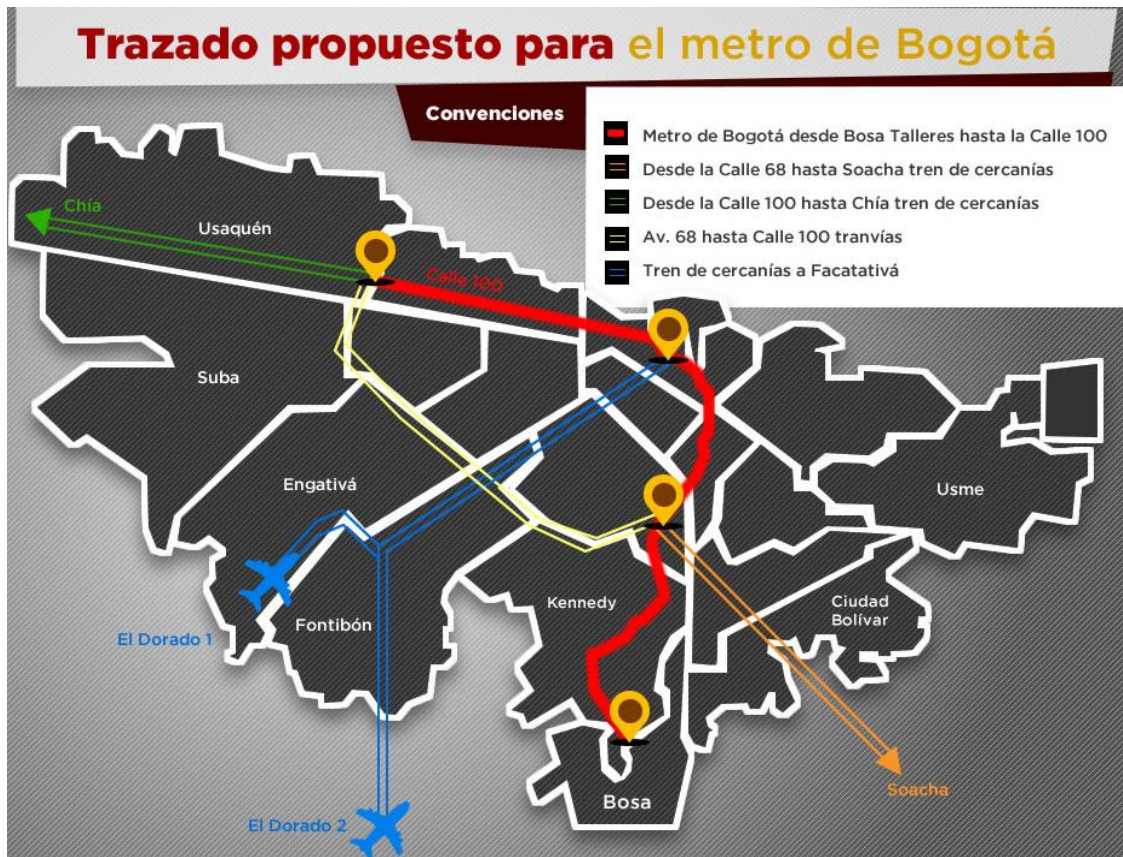 Trazado propuesto para el metro de Bogotá
Convenciones
Metro de Bogotá desde Bosa Talleres hasta la Calle 100
Desde la Calle 68 hasta Soacha tren de cercanías
Desde la Calle 100 hasta Chía tren de cercanías
Av. 68 hasta Calle 100 tranvías
Tren de cercanías a Facatativá
Chía
Usaquén
Calle 100
Suba
Engativá
Usme
Kennedy
Ciudad
Bolívar
Fontibón
El Dorado 1
Soacha
Bosa
El Dorado 2